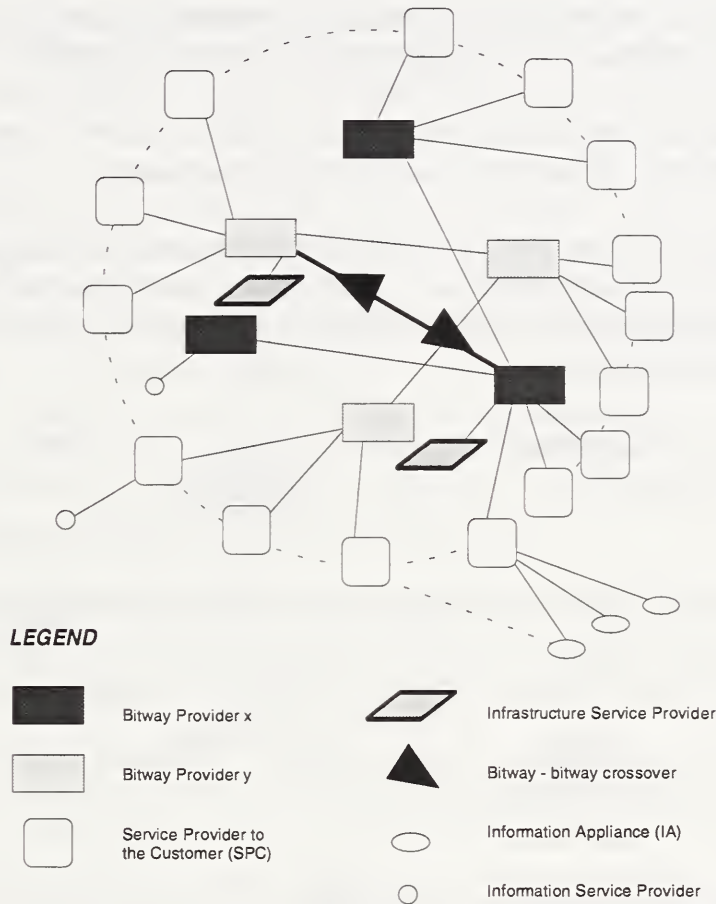 LEGEND
Bitway Provider x
Bitway Provider y
Service Provider to
the Customer (SPC)
Infrastructure Service Provider
Bitway - bitway crossover
Information Appliance (IA)
Information Service Provider